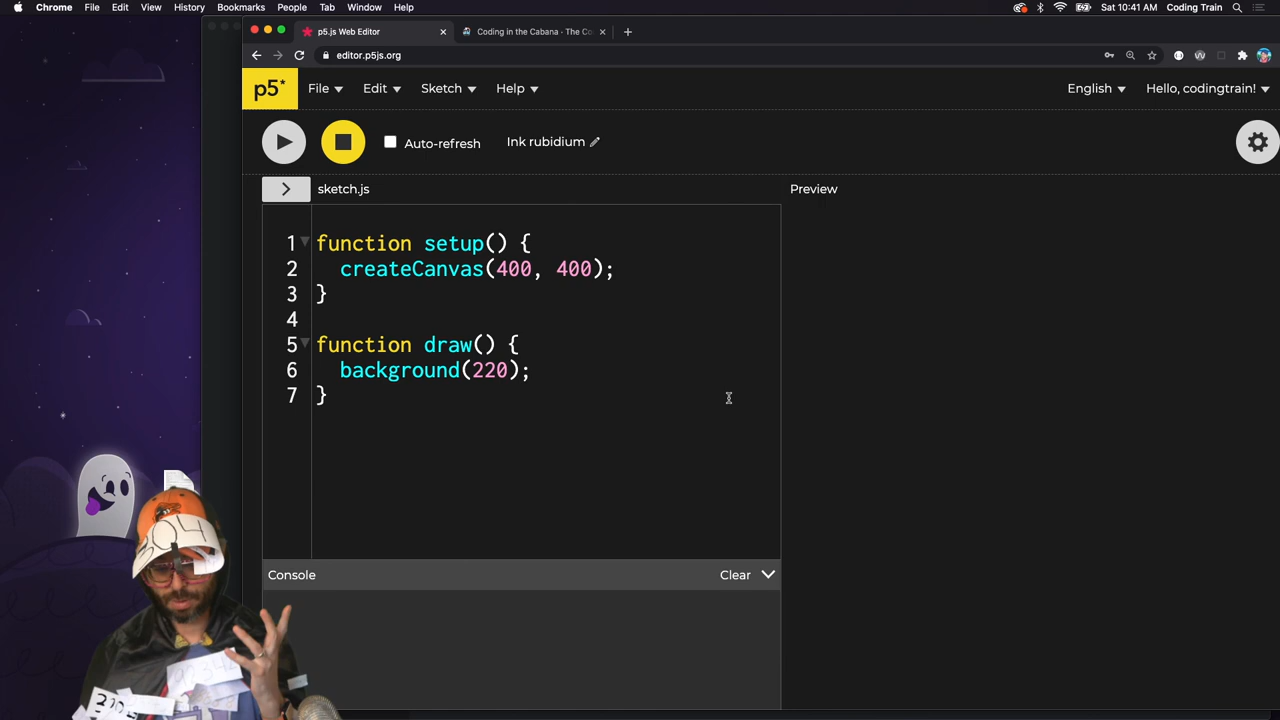 Chrome File Edit View History Bookmarks People Tab Window Help Sat 10:41 AM Coding Train
p5.js Web Editor Coding in the Cabana - The Co
editor.p5js.org
p5* File Edit Sketch Help English Hello, codingtrain!
Auto-refresh Ink rubidium
sketch.js Preview
1 function setup() {
2 createCanvas(400, 400);
3 }
4
5 function draw() {
6 background(220);
7 }
Console Clear
304